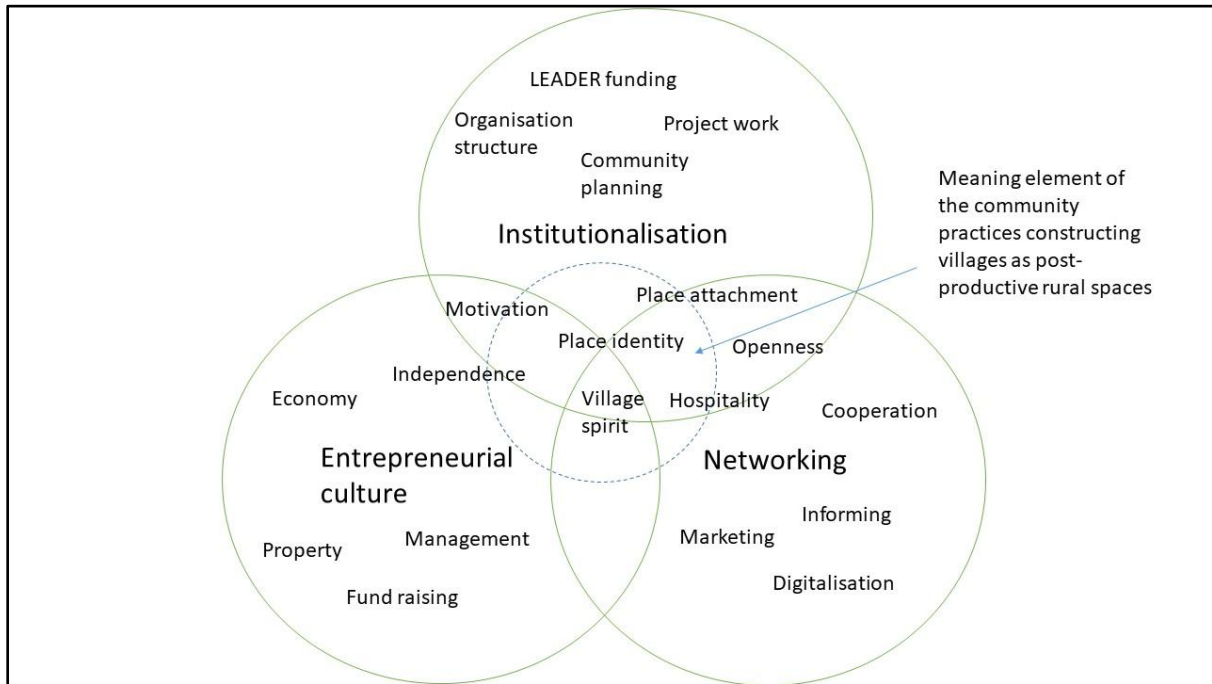 LEADER funding
Organisation
structure
Project work
Community
planning
Institutionalisation
Meaning element of
the community
practices constructing
villages as post-
productive rural spaces
Motivation
Place attachment
Place identity
Openness
Independence
Economy
Village
spirit
Hospitality
Cooperation
Entrepreneurial
culture
Networking
Property
Management
Fund raising
Informing
Marketing
Digitalisation